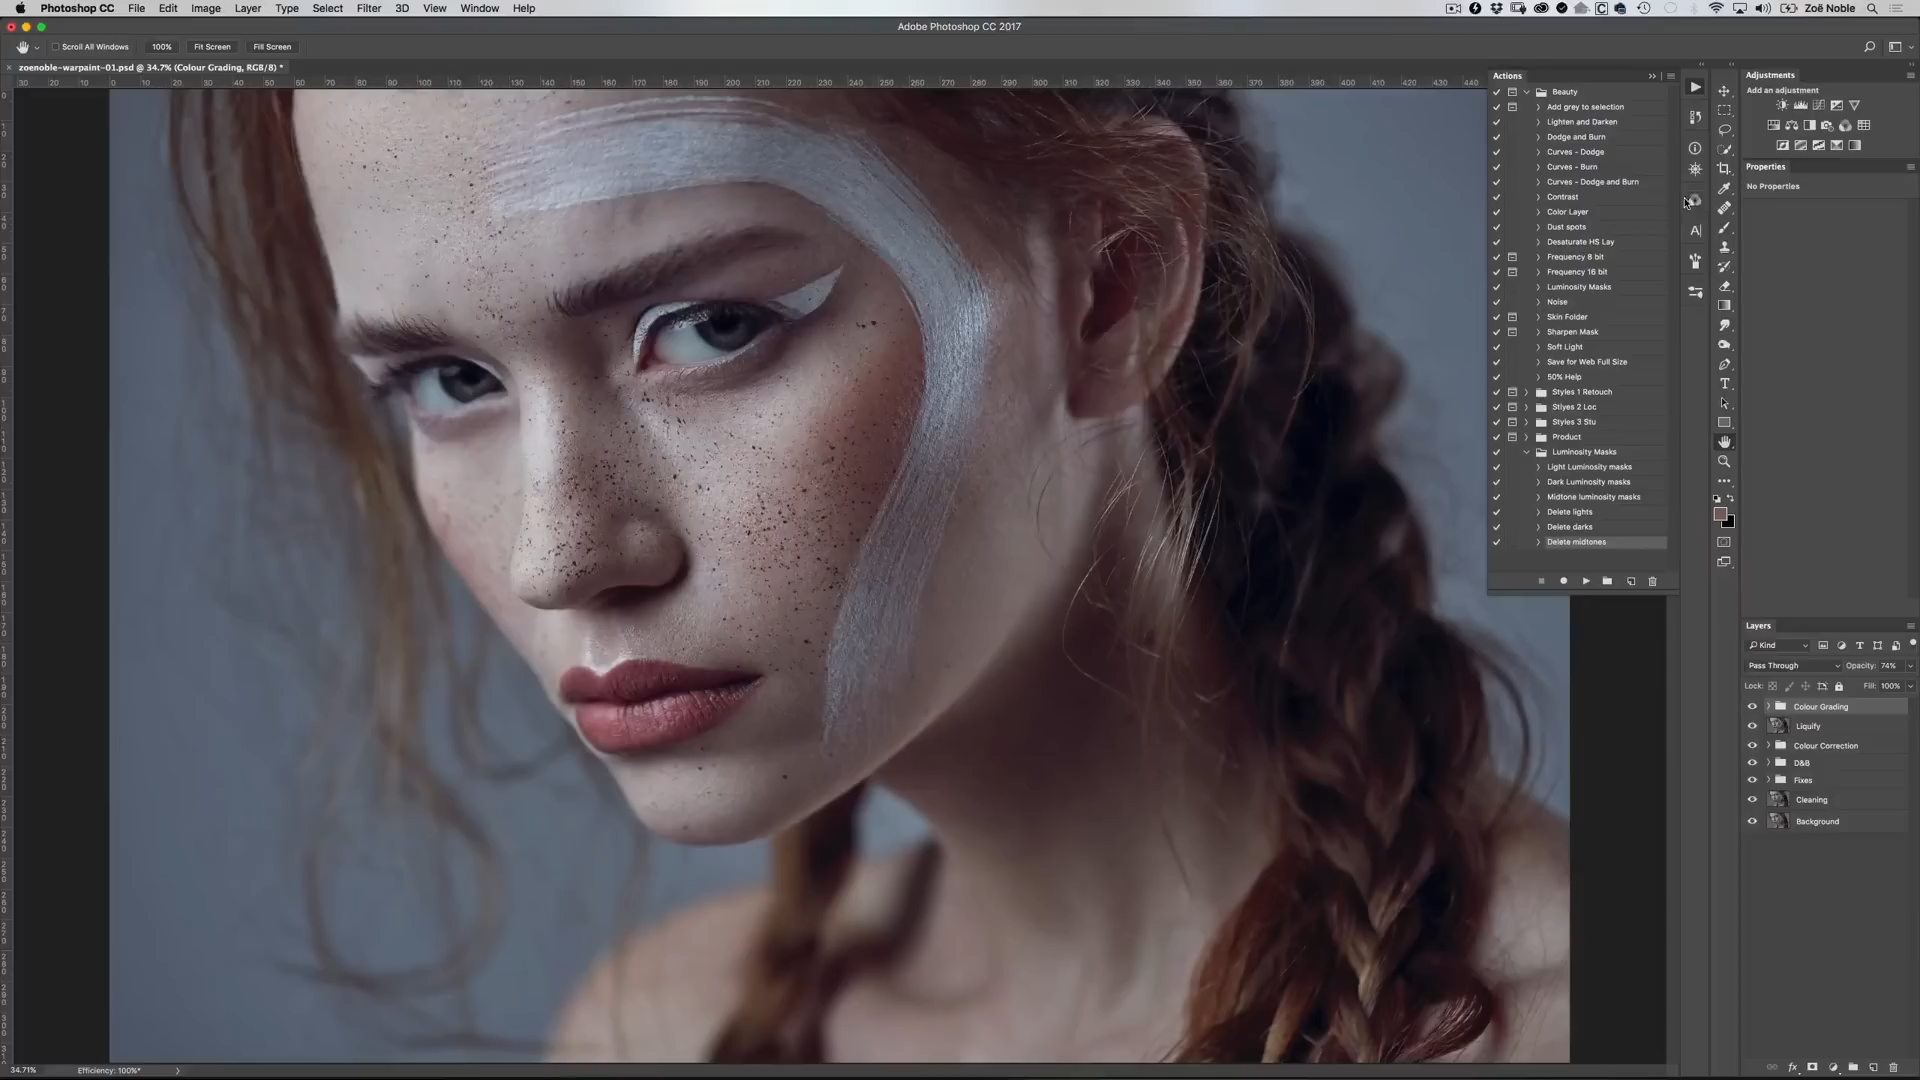 Photoshop CC File Edit Image Layer Type Select Filter 3D View Window Help Zoë Noble
Adobe Photoshop CC 2017
Scroll All Windows 100% Fit Screen Fill Screen
zoenoble-warpaint-01.psd @ 34.7% (Colour Grading, RGB/8) *
Actions
Beauty
Add grey to selection
Lighten and Darken
Dodge and Burn
Curves - Dodge
Curves - Burn
Curves - Dodge and Burn
Contrast
Color Layer
Dust spots
Desaturate HS Lay
Frequency 8 bit
Frequency 16 bit
Luminosity Masks
Noise
Skin Folder
Sharpen Mask
Soft Light
Save for Web Full Size
50% Help
Styles 1 Retouch
Stlyes 2 Loc
Styles 3 Stu
Product
Luminosity Masks
Light Luminosity masks
Dark Luminosity masks
Midtone luminosity masks
Delete lights
Delete darks
Delete midtones
Adjustments
Add an adjustment
Properties
No Properties
Layers
Kind
Pass Through Opacity: 74%
Lock: Fill: 100%
Colour Grading
Liquify
Colour Correction
D&B
Fixes
Cleaning
Background
34.71% Efficiency: 100%*